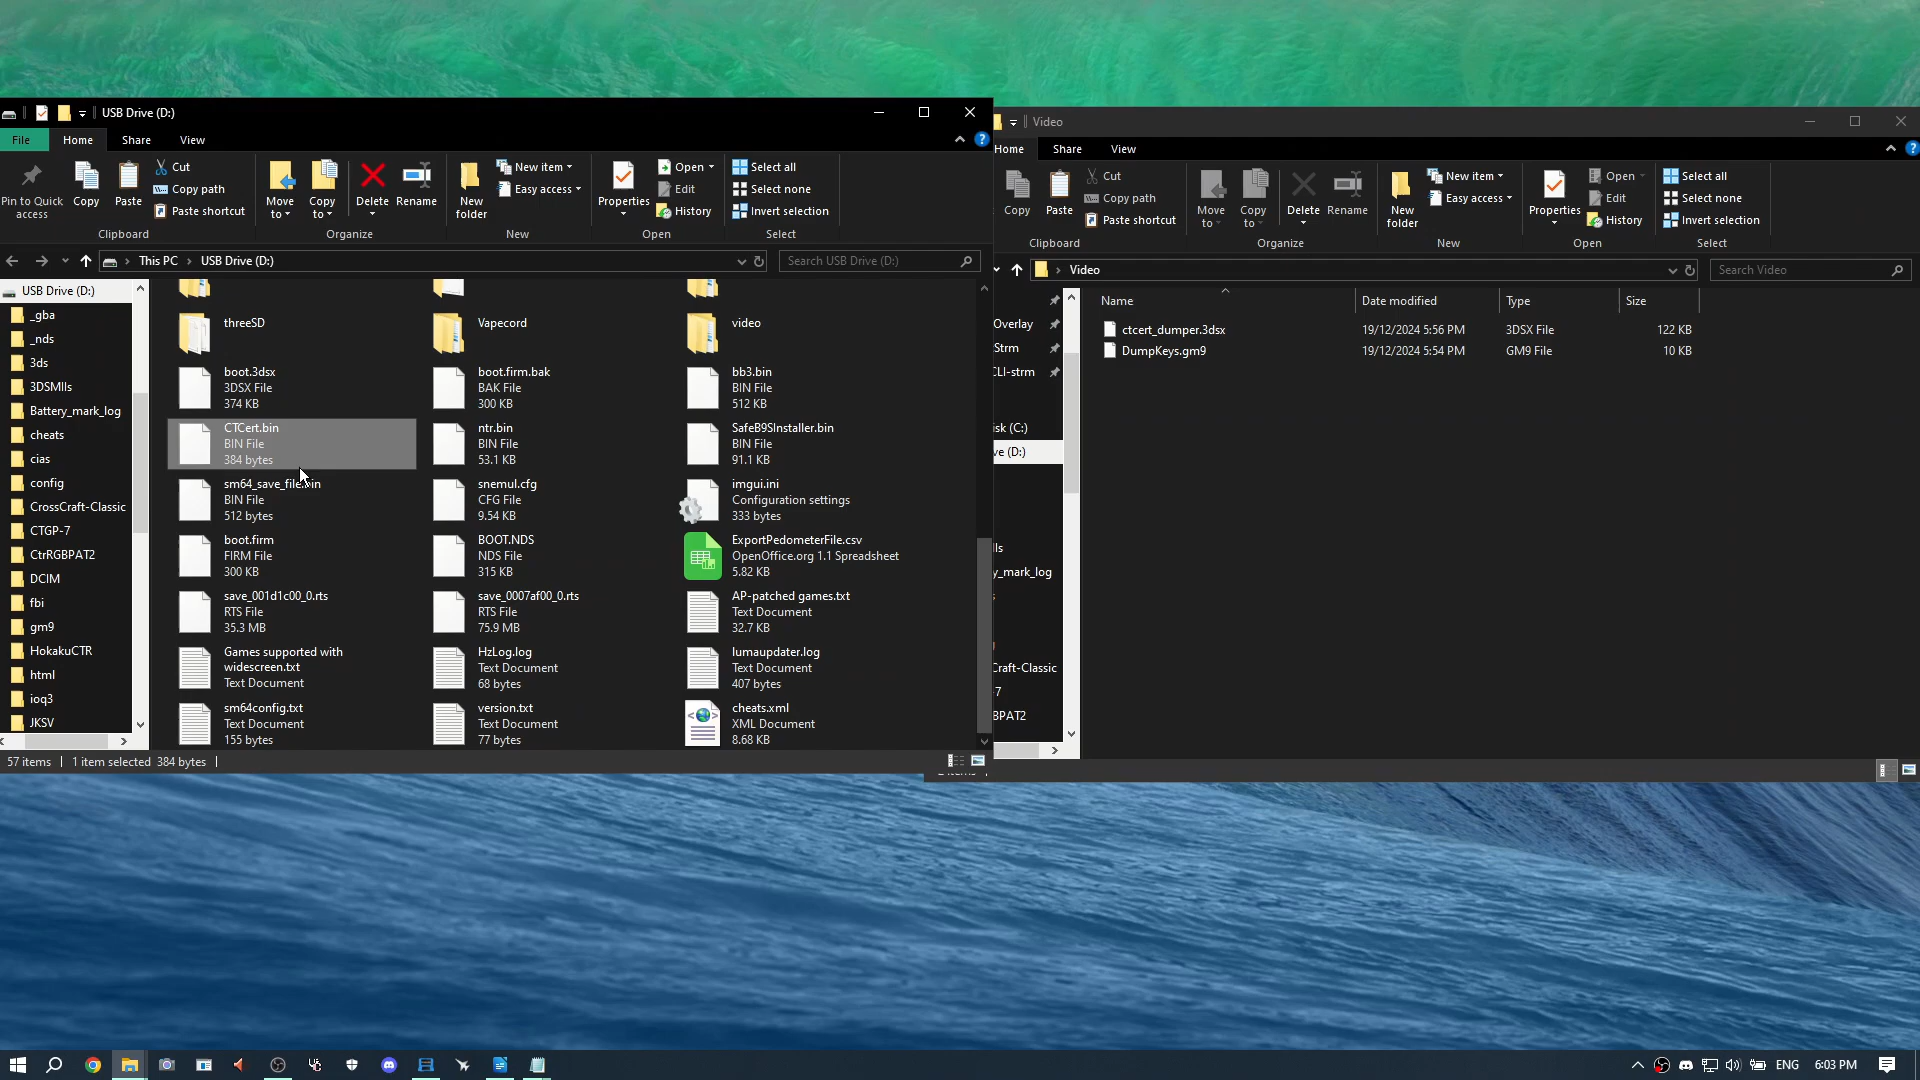 USB Drive (D:)
File
Home
Share
View
Pin to Quick access
Copy
Paste
Cut
Copy path
Paste shortcut
Clipboard
Move to
Copy to
Delete
Rename
Organize
New folder
New item
Easy access
New
Properties
Open
Edit
History
Open
Select all
Select none
Invert selection
Select
This PC
USB Drive (D:)
Search USB Drive (D:)
USB Drive (D:)
_gba
_nds
3ds
3DSMIIs
Battery_mark_log
cheats
cias
config
CrossCraft-Classic
CTGP-7
CtrRGBPAT2
DCIM
fbi
gm9
HokakuCTR
html
ioq3
JKSV
threeSD
Vapecord
video
boot.3dsx
3DSX File
374 KB
boot.firm.bak
BAK File
300 KB
bb3.bin
BIN File
512 KB
CTCert.bin
BIN File
384 bytes
ntr.bin
BIN File
53.1 KB
SafeB9SInstaller.bin
BIN File
91.1 KB
sm64_save_file.bin
BIN File
512 bytes
snemul.cfg
CFG File
9.54 KB
imgui.ini
Configuration settings
333 bytes
boot.firm
FIRM File
300 KB
BOOT.NDS
NDS File
315 KB
ExportPedometerFile.csv
OpenOffice.org 1.1 Spreadsheet
5.82 KB
save_001d1c00_0.rts
RTS File
35.3 MB
save_0007af00_0.rts
RTS File
75.9 MB
AP-patched games.txt
Text Document
32.7 KB
Games supported with
widescreen.txt
Text Document
HzLog.log
Text Document
68 bytes
lumaupdater.log
Text Document
407 bytes
sm64config.txt
Text Document
155 bytes
version.txt
Text Document
77 bytes
cheats.xml
XML Document
8.68 KB
57 items
1 item selected 384 bytes
Video
Home
Share
View
Copy
Paste
Cut
Copy path
Paste shortcut
Clipboard
Move to
Copy to
Delete
Rename
Organize
New folder
New item
Easy access
New
Properties
Open
Edit
History
Open
Select all
Select none
Invert selection
Select
Video
Search Video
Overlay
Strm
CLI-strm
isk (C:)
ve (D:)
lls
y_mark_log
Craft-Classic
-7
BPAT2
Name
Date modified
Type
Size
ctcert_dumper.3dsx
19/12/2024 5:56 PM
3DSX File
122 KB
DumpKeys.gm9
19/12/2024 5:54 PM
GM9 File
10 KB
ENG
6:03 PM